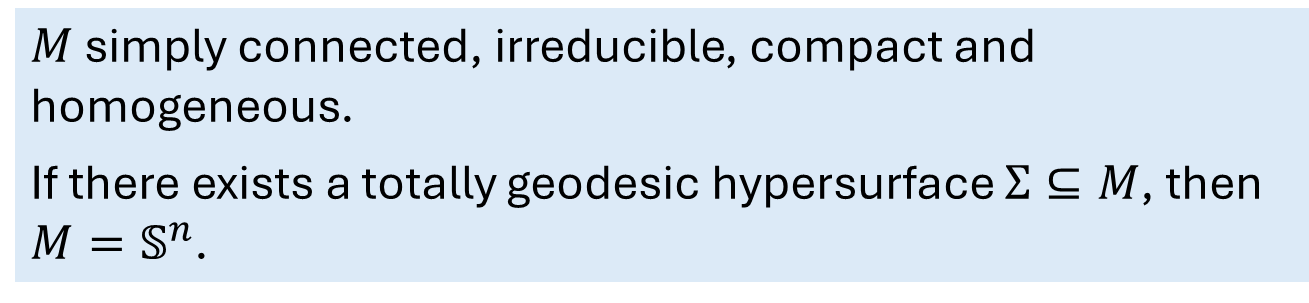 𝑀 simply connected, irreducible, compact and
homogeneous.
If there exists a totally geodesic hypersurface Σ ⊆ 𝑀, then
𝑀 = 𝕊ⁿ.